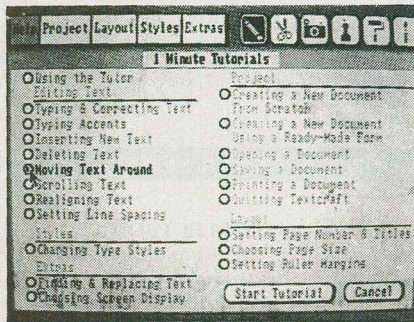 Help Project Layout Styles Extras
1 Minute Tutorials
Using the Tutor
Editing Text
Typing & Correcting Text
Typing Accents
Inserting New Text
Deleting Text
Moving Text Around
Scrolling Text
Realigning Text
Setting Line Spacing
Styles
Changing Type Styles
Extras
Finding & Replacing Text
Choosing Screen Display
Project
Creating a New Document
From Scratch
Creating a New Document
Using a Ready-Made Form
Opening a Document
Saving a Document
Printing a Document
Quitting Textcraft
Layout
Setting Page Number & Titles
Choosing Page Size
Setting Ruler Margins
Start Tutorial
Cancel